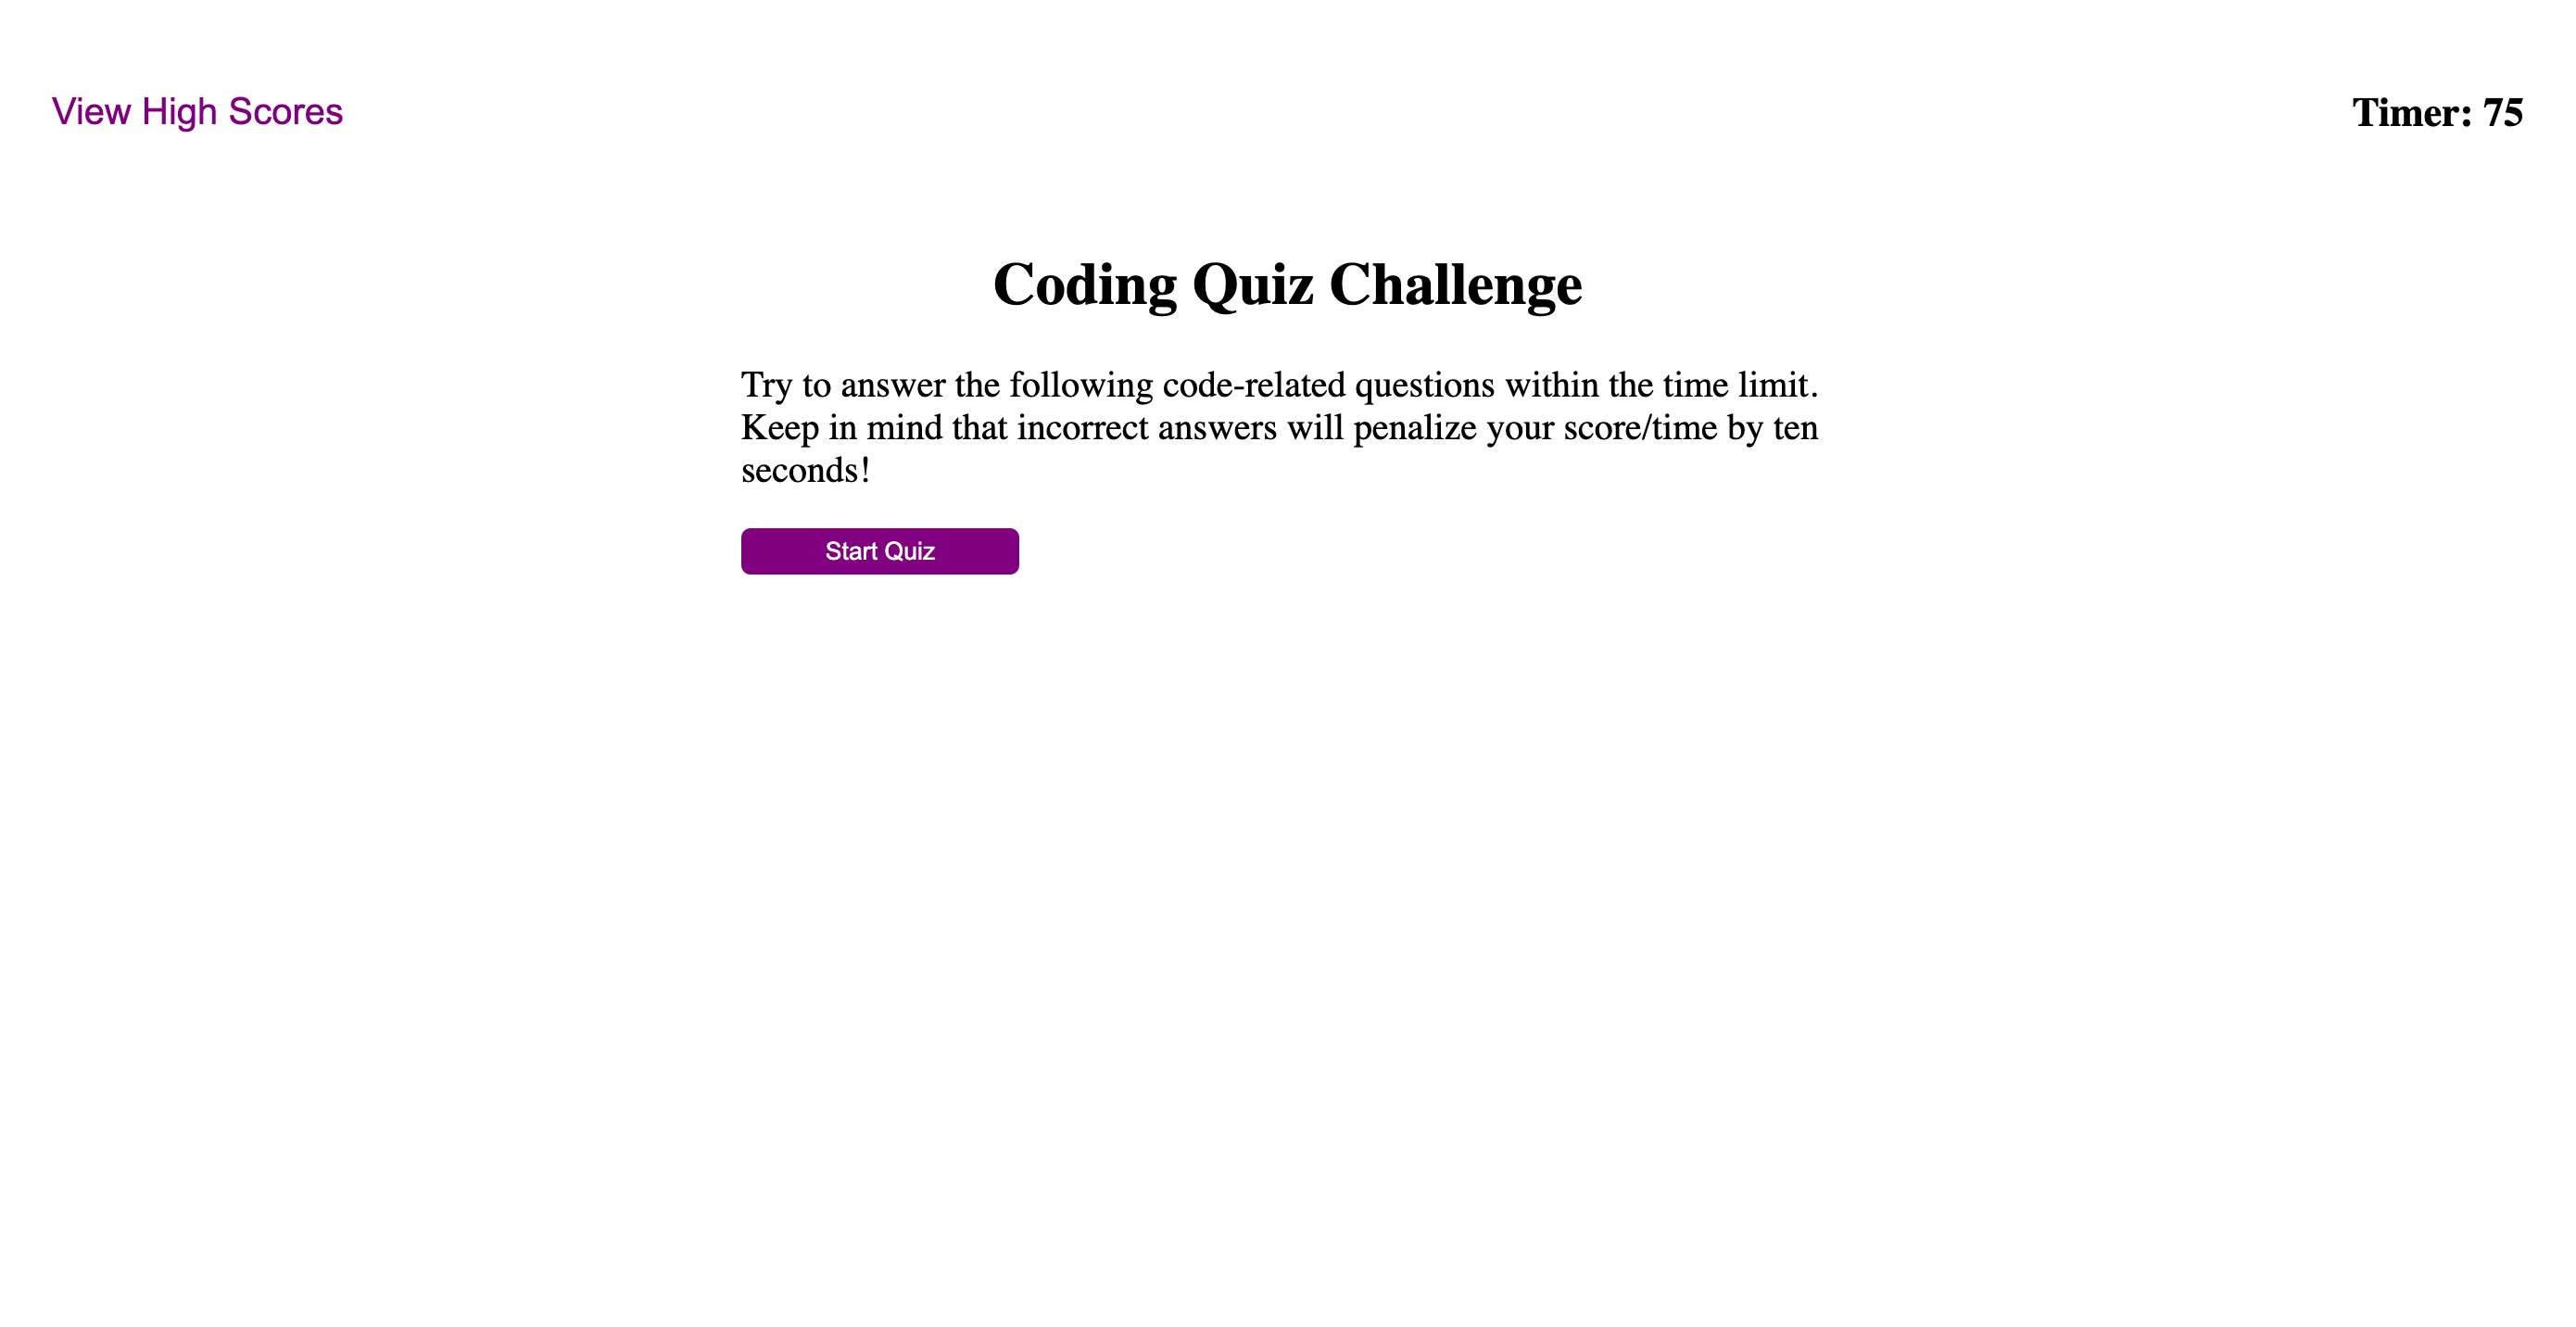 View High Scores
Timer: 75
Coding Quiz Challenge
Try to answer the following code-related questions within the time limit.
Keep in mind that incorrect answers will penalize your score/time by ten
seconds!
Start Quiz